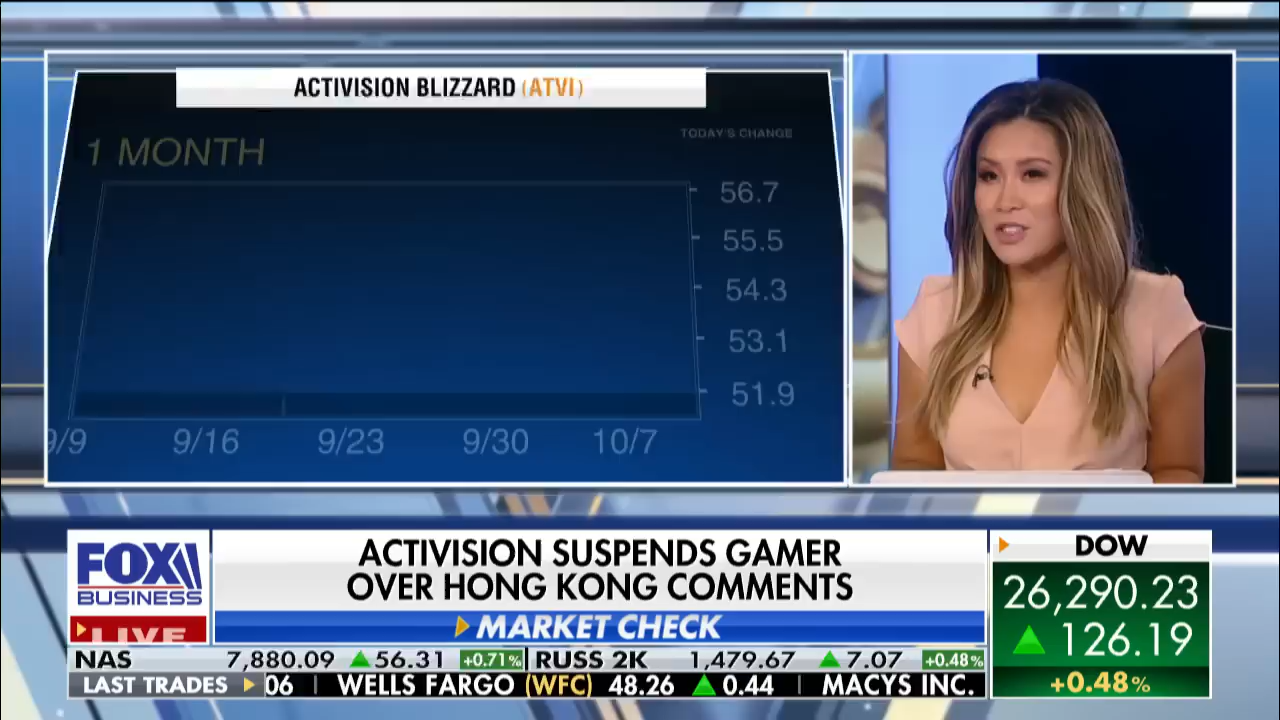 ACTIVISION BLIZZARD (ATVI)
1 MONTH
TODAY'S CHANGE
56.7
55.5
54.3
53.1
51.9
9/9 9/16 9/23 9/30 10/7
FOX
BUSINESS
LIVE
ACTIVISION SUSPENDS GAMER
OVER HONG KONG COMMENTS
MARKET CHECK
DOW
26,290.23
126.19
+0.48%
NAS 7,880.09 56.31 +0.71% RUSS 2K 1,479.67 7.07 +0.48%
LAST TRADES 06 | WELLS FARGO (WFC) 48.26 0.44 | MACYS INC.